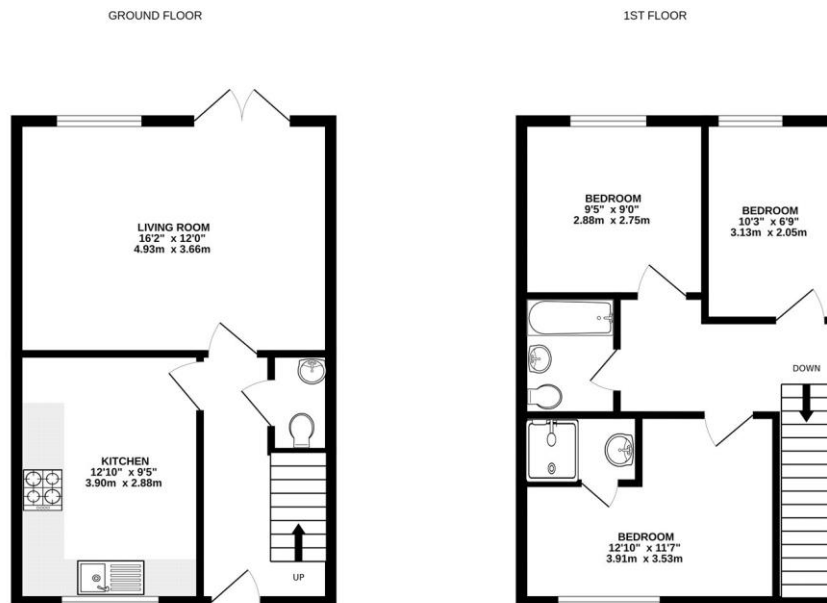 GROUND FLOOR
1ST FLOOR
LIVING ROOM
16'2" x 12'0"
4.93m x 3.66m
KITCHEN
12'10" x 9'5"
3.90m x 2.88m
UP
BEDROOM
9'5" x 9'0"
2.88m x 2.75m
BEDROOM
10'3" x 6'9"
3.13m x 2.05m
DOWN
BEDROOM
12'10" x 11'7"
3.91m x 3.53m